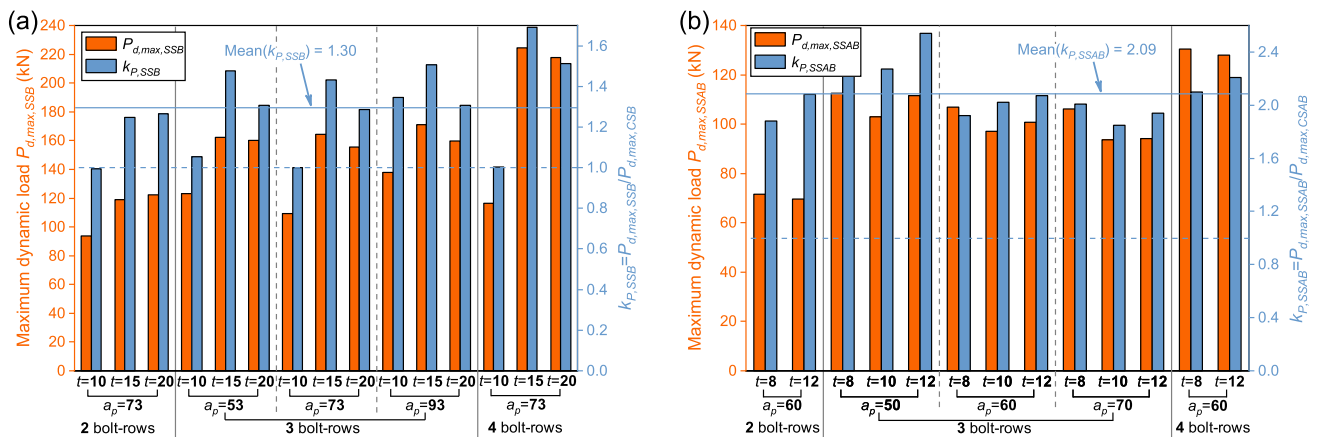 (a)
240
220
200
180
160
140
120
100
80
60
40
20
0
Maximum dynamic load P_d,max,SSB (kN)
P_d,max,SSB
k_P,SSB
Mean(k_P,SSB) = 1.30
1.6
1.4
1.2
1.0
0.8
0.6
0.4
0.2
0.0
k_P,SSB=P_d,max,SSB/P_d,max,CSB
t=10 t=15 t=20 t=10 t=15 t=20 t=10 t=15 t=20 t=10 t=15 t=20 t=10 t=15 t=20
a_p=73 a_p=53 a_p=73 a_p=93 a_p=73
2 bolt-rows 3 bolt-rows 4 bolt-rows
(b)
140
120
100
80
60
40
20
0
Maximum dynamic load P_d,max,SSAB (kN)
P_d,max,SSAB
k_P,SSAB
Mean(k_P,SSAB) = 2.09
2.4
2.0
1.6
1.2
0.8
2.4
0.0
k_P,SSAB=P_d,max,SSAB/P_d,max,CSAB
t=8 t=12 t=8 t=10 t=12 t=8 t=10 t=12 t=8 t=10 t=12 t=8 t=12
a_p=60 a_p=50 a_p=60 a_p=70 a_p=60
2 bolt-rows 3 bolt-rows 4 bolt-rows